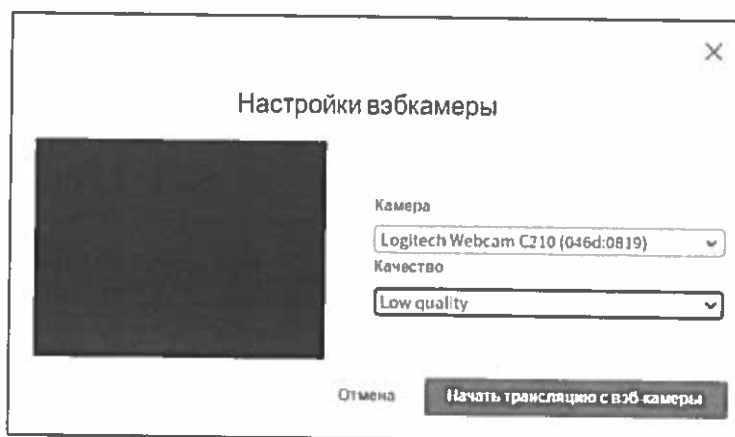 Настройки вэбкамеры
Камера
Logitech Webcam C210 (046d:0819)
Качество
Low quality
Отмена
Начать трансляцию с вэб-камеры